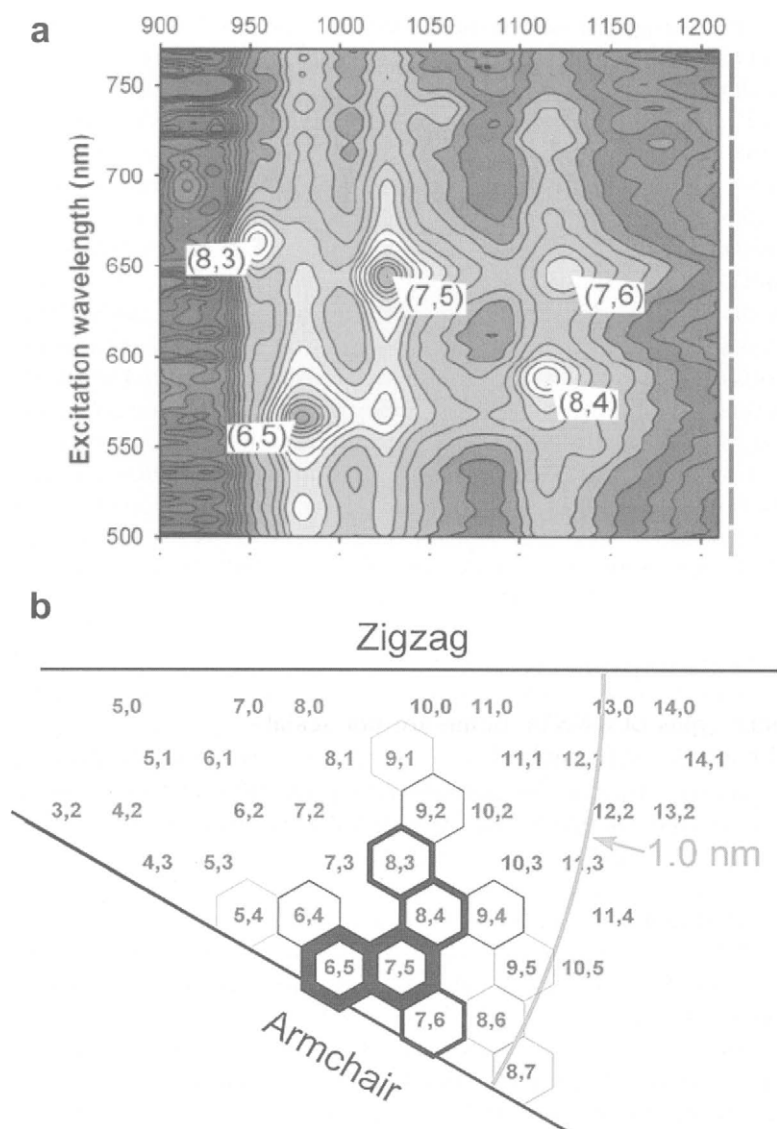 a
900 950 1000 1050 1100 1150 1200
Excitation wavelength (nm)
750
700
650
600
550
500
(8,3)
(7,5)
(7,6)
(6,5)
(8,4)
b
Zigzag
5,0 7,0 8,0 10,0 11,0 13,0 14,0
5,1 6,1 8,1 9,1 11,1 12,1 14,1
3,2 4,2 6,2 7,2 9,2 10,2 12,2 13,2
4,3 5,3 7,3 8,3 10,3 11,3
1.0 nm
5,4 6,4 8,4 9,4 11,4
6,5 7,5 9,5 10,5
7,6 8,6
8,7
Armchair